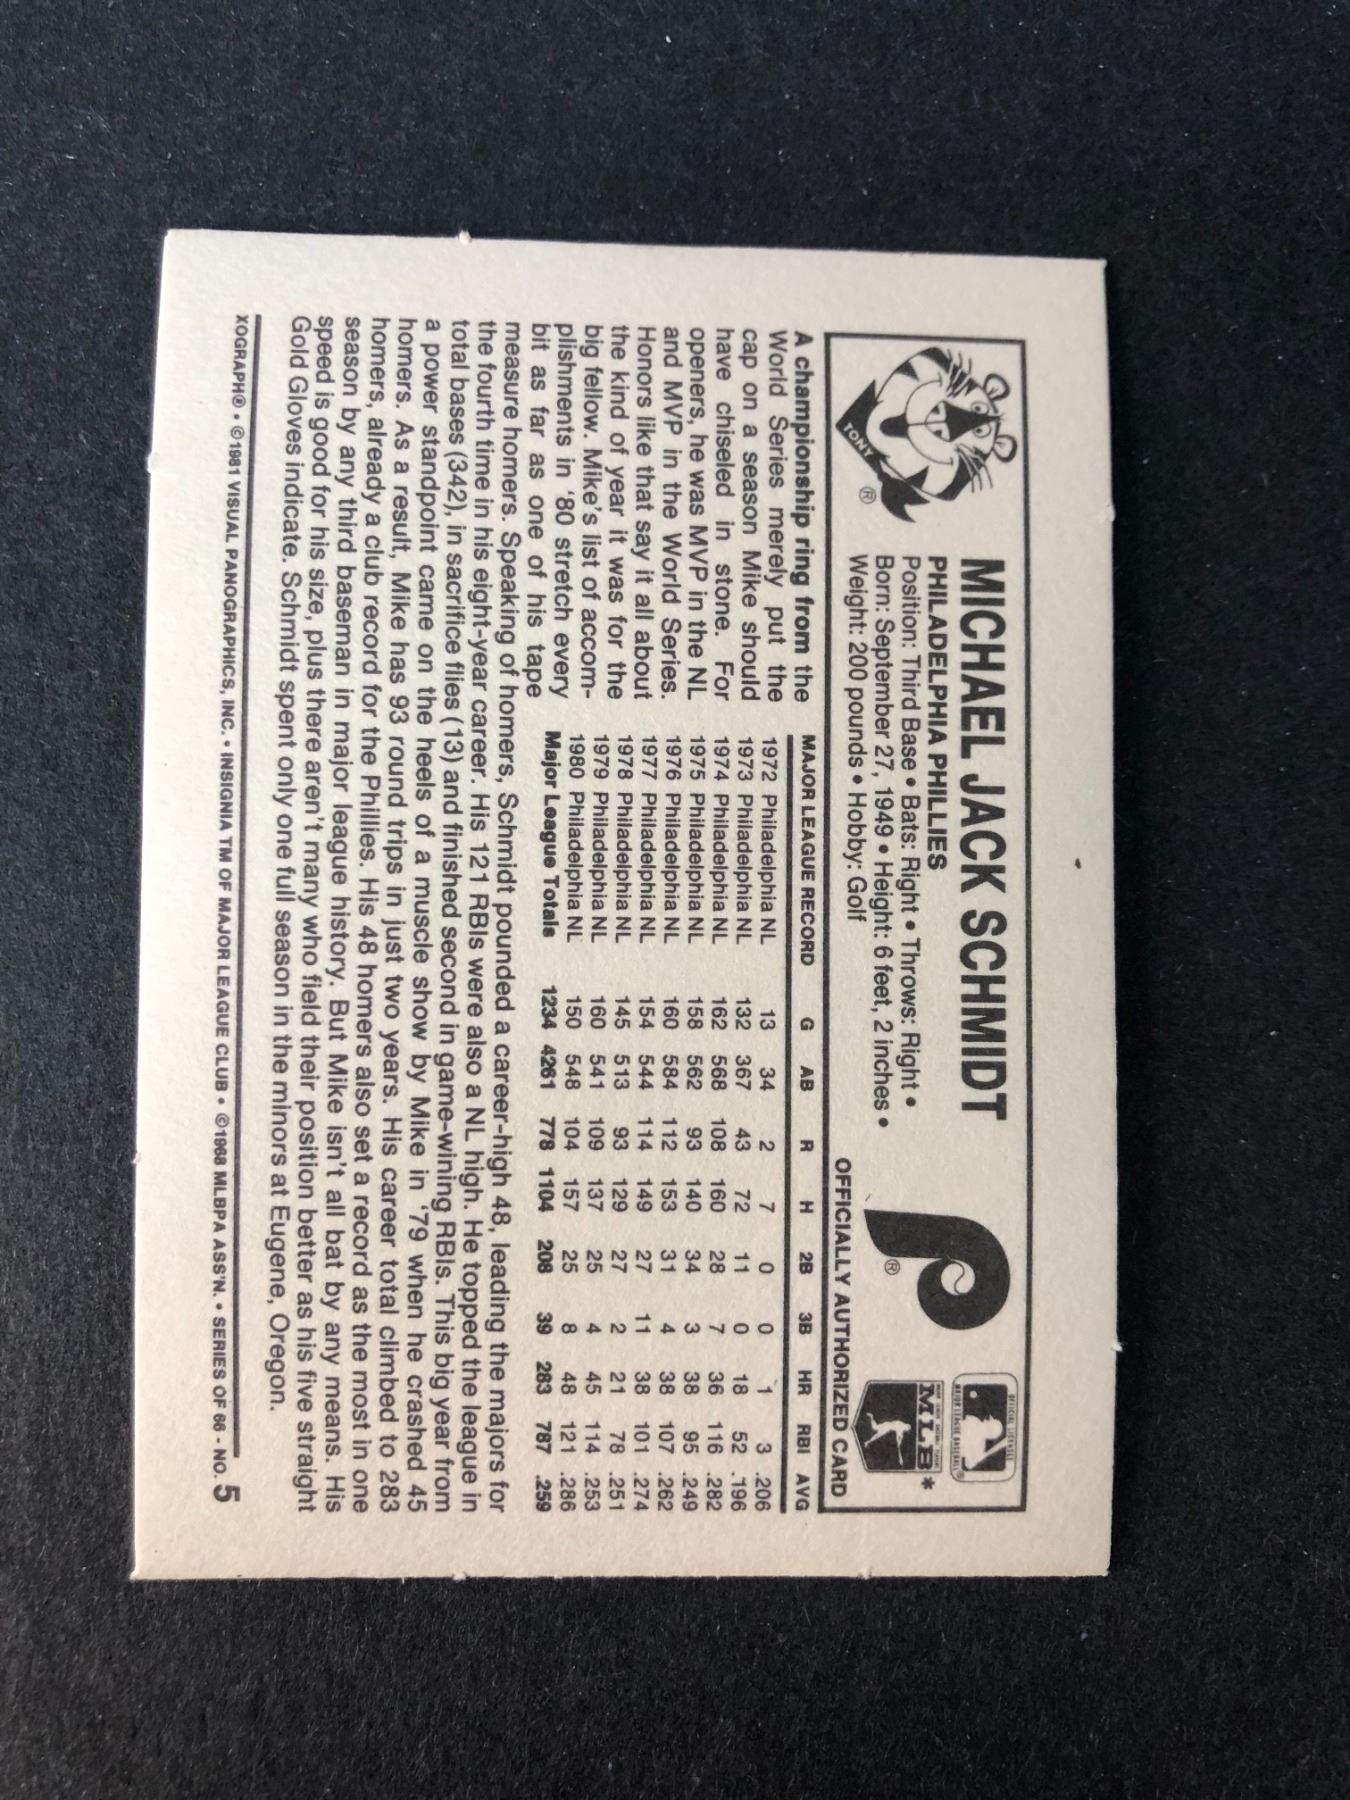 TONY
®
MICHAEL JACK SCHMIDT
PHILADELPHIA PHILLIES
Position: Third Base • Bats: Right • Throws: Right •
Born: September 27, 1949 • Height: 6 feet, 2 inches •
Weight: 200 pounds • Hobby: Golf
®
OFFICIAL LICENSEE
MAJOR LEAGUE BASEBALL
®
MLB*
OFFICIALLY AUTHORIZED CARD
A championship ring from the
World Series merely put the
cap on a season Mike should
have chiseled in stone. For
openers, he was MVP in the NL
and MVP in the World Series.
Honors like that say it all about
the kind of year it was for the
big fellow. Mike's list of accom-
plishments in '80 stretch every
bit as far as one of his tape
measure homers. Speaking of homers, Schmidt pounded a career-high 48, leading the majors for
the fourth time in his eight-year career. His 121 RBIs were also a NL high. He topped the league in
total bases (342), in sacrifice flies (13) and finished second in game-wining RBIs. This big year from
a power standpoint came on the heels of a muscle show by Mike in '79 when he crashed 45
homers. As a result, Mike has 93 round trips in just two years. His career total climbed to 283
homers, already a club record for the Phillies. His 48 homers also set a record as the most in one
season by any third baseman in major league history. But Mike isn't all bat by any means. His
speed is good for his size, plus there aren't many who field their position better as his five straight
Gold Gloves indicate. Schmidt spent only one full season in the minors at Eugene, Oregon.
MAJOR LEAGUE RECORD G AB R H 2B 3B HR RBI AVG
1972 Philadelphia NL 13 34 2 7 0 0 1 3 .206
1973 Philadelphia NL 132 367 43 72 11 0 18 52 .196
1974 Philadelphia NL 162 568 108 160 28 7 36 116 .282
1975 Philadelphia NL 158 562 93 140 34 3 38 95 .249
1976 Philadelphia NL 160 584 112 153 31 4 38 107 .262
1977 Philadelphia NL 154 544 114 149 27 11 38 101 .274
1978 Philadelphia NL 145 513 93 129 27 2 21 78 .251
1979 Philadelphia NL 160 541 109 137 25 4 45 114 .253
1980 Philadelphia NL 150 548 104 157 25 8 48 121 .286
Major League Totals 1234 4261 778 1104 208 39 283 787 .259
XOGRAPH® • ©1981 VISUAL PANOGRAPHICS, INC. • INSIGNIA TM OF MAJOR LEAGUE CLUB • ©1968 MLBPA ASS'N. • SERIES OF 66 - NO. 5